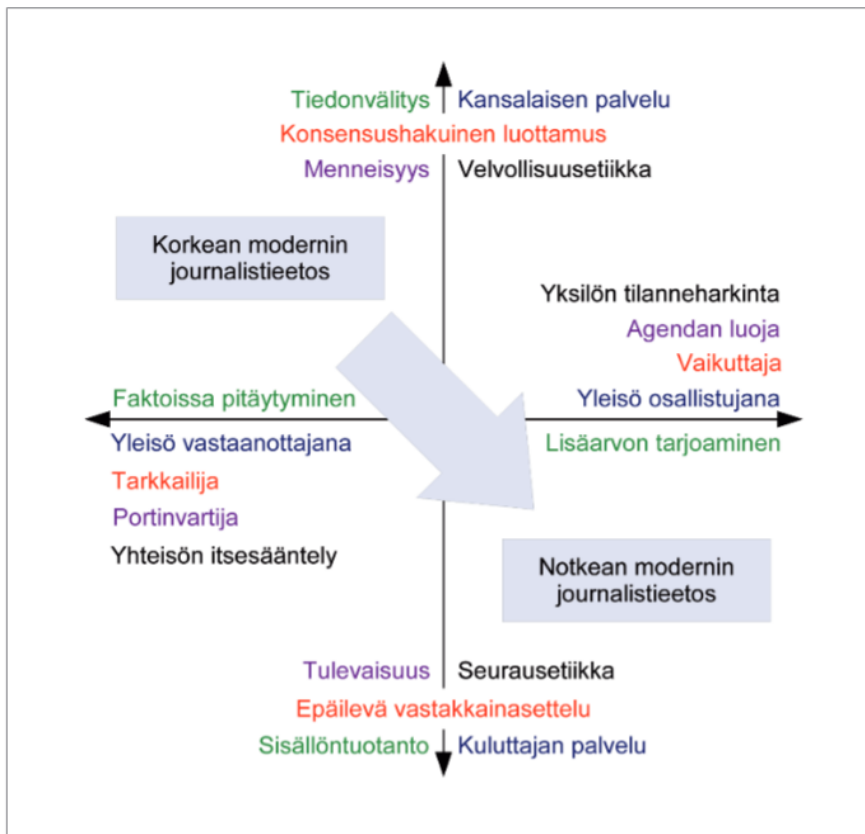 Tiedonvälitys Kansalaisen palvelu
Konsensushakuinen luottamus
Menneisyys Velvollisuusetiikka
Korkean modernin
journalistieetos
Yksilön tilanneharkinta
Agendan luoja
Vaikuttaja
Faktoissa pitäytyminen Yleisö osallistujana
Yleisö vastaanottajana Lisäarvon tarjoaminen
Tarkkailija
Portinvartija
Yhteisön itsesääntely
Notkean modernin
journalistieetos
Tulevaisuus Seurausetiikka
Epäilevä vastakkainasettelu
Sisällöntuotanto Kuluttajan palvelu